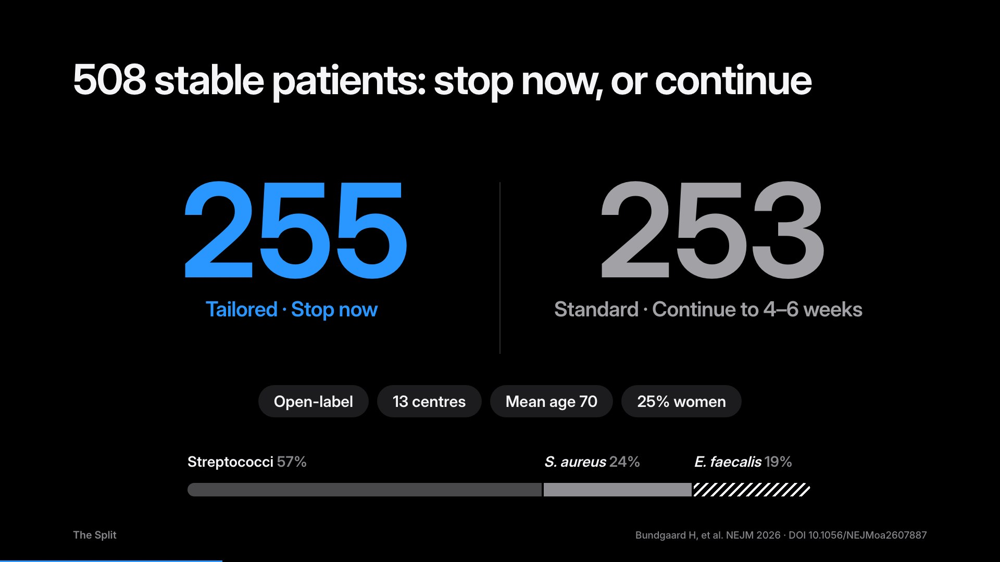 508 stable patients: stop now, or continue
255
253
Tailored · Stop now
Standard · Continue to 4–6 weeks
Open-label
13 centres
Mean age 70
25% women
Streptococci 57%
S. aureus 24%
E. faecalis 19%
The Split
Bundgaard H, et al. NEJM 2026 · DOI 10.1056/NEJMoa2607887